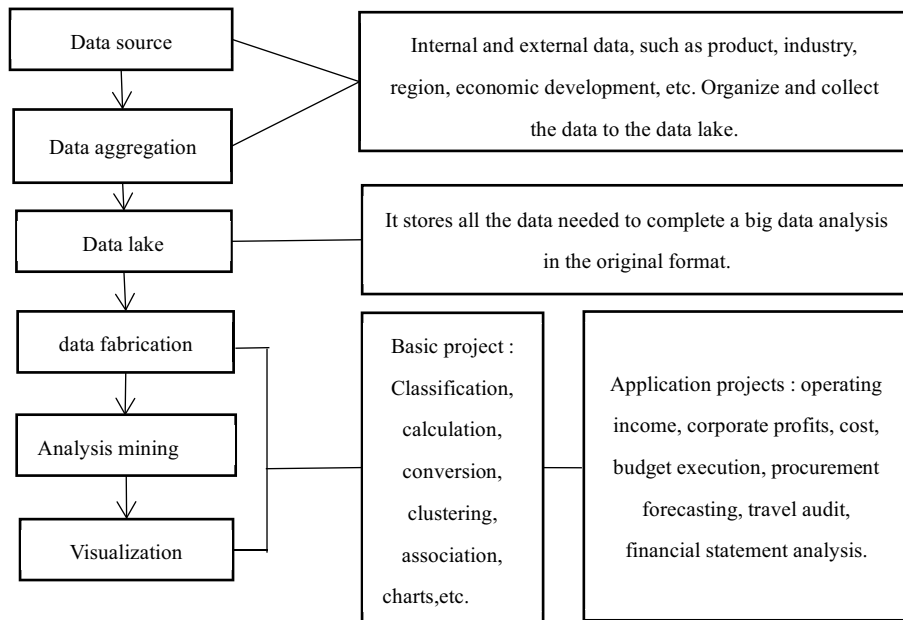 Data source
Internal and external data, such as product, industry,
region, economic development, etc. Organize and collect
the data to the data lake.
Data aggregation
Data lake
It stores all the data needed to complete a big data analysis
in the original format.
data fabrication
Analysis mining
Visualization
Basic project :
Classification,
calculation,
conversion,
clustering,
association,
charts,etc.
Application projects : operating
income, corporate profits, cost,
budget execution, procurement
forecasting, travel audit,
financial statement analysis.